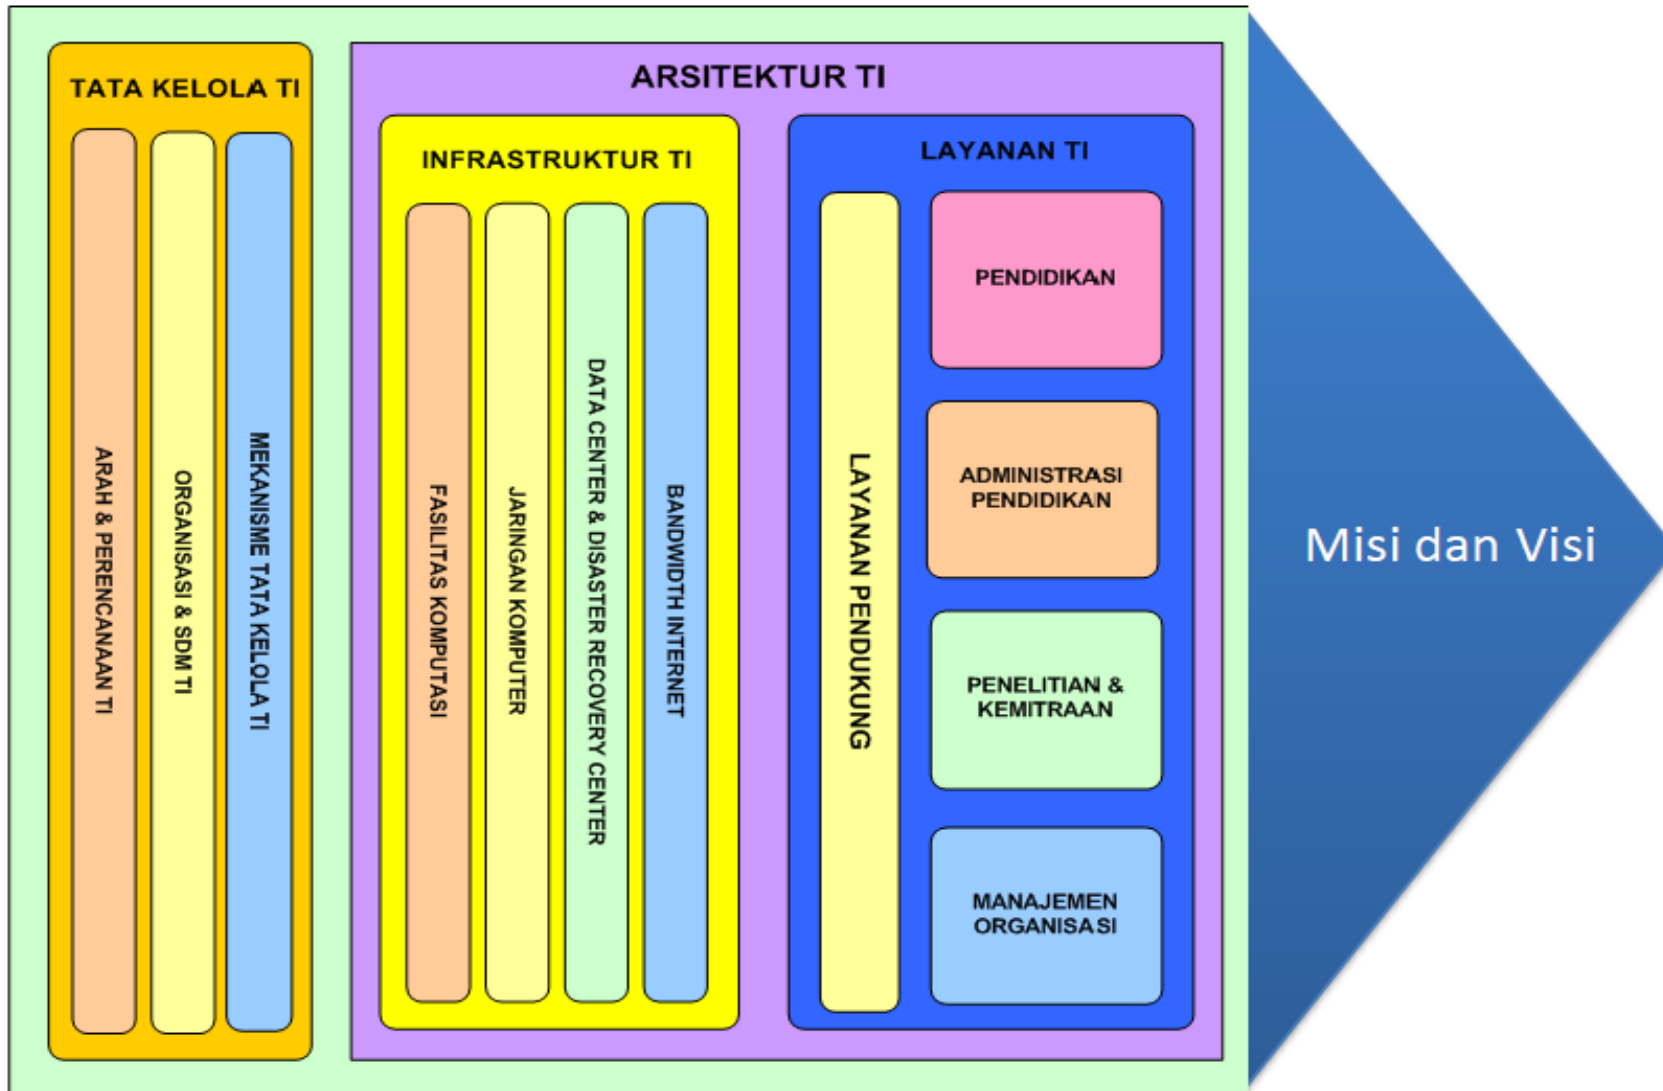 TATA KELOLA TI
ARAH & PERENCANAAN TI
ORGANISASI & SDM TI
MEKANISME TATA KELOLA TI
ARSITEKTUR TI
INFRASTRUKTUR TI
FASILITAS KOMPUTASI
JARINGAN KOMPUTER
DATA CENTER & DISASTER RECOVERY CENTER
BANDWIDTH INTERNET
LAYANAN TI
LAYANAN PENDUKUNG
PENDIDIKAN
ADMINISTRASI
PENDIDIKAN
PENELITIAN &
KEMITRAAN
MANAJEMEN
ORGANISASI
Misi dan Visi